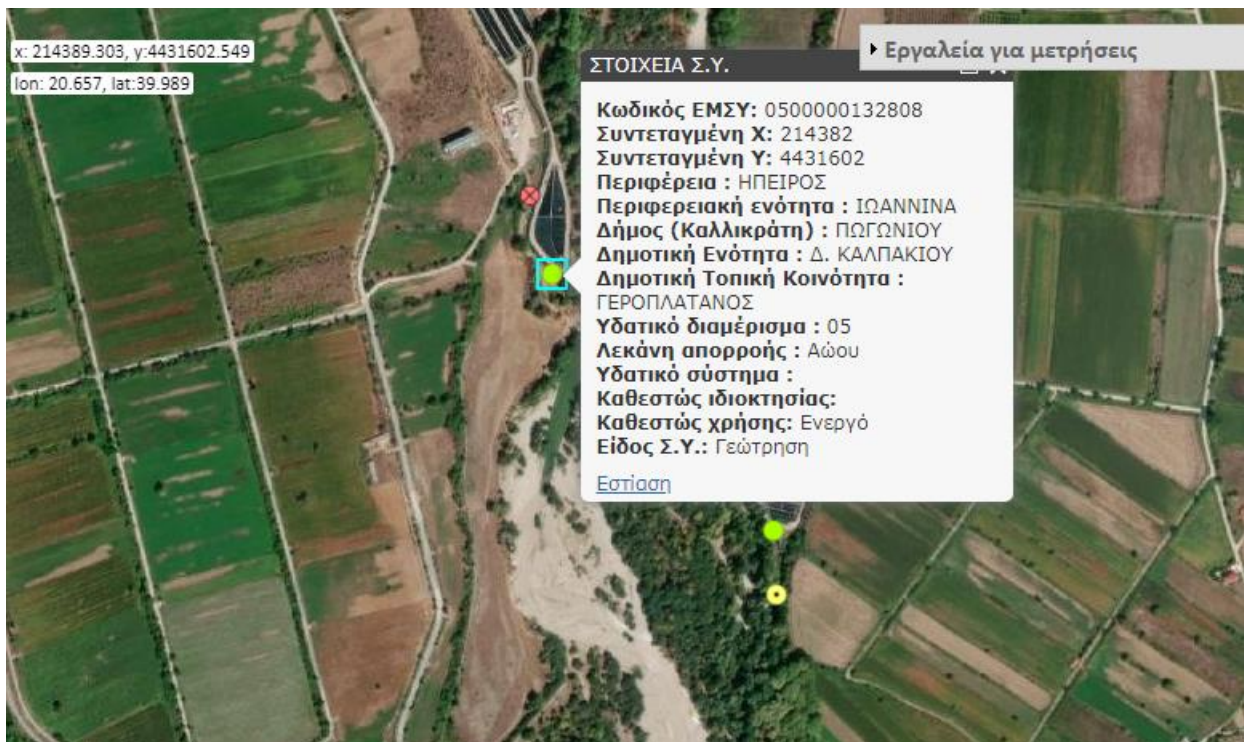 x: 214389.303, y:4431602.549
lon: 20.657, lat:39.989
Εργαλεία για μετρήσεις
ΣΤΟΙΧΕΙΑ Σ.Υ.
Κωδικός ΕΜΣΥ: 0500000132808
Συντεταγμένη Χ: 214382
Συντεταγμένη Υ: 4431602
Περιφέρεια : ΗΠΕΙΡΟΣ
Περιφερειακή ενότητα : ΙΩΑΝΝΙΝΑ
Δήμος (Καλλικράτη) : ΠΩΓΩΝΙΟΥ
Δημοτική Ενότητα : Δ. ΚΑΛΠΑΚΙΟΥ
Δημοτική Τοπική Κοινότητα :
ΓΕΡΟΠΛΑΤΑΝΟΣ
Υδατικό διαμέρισμα : 05
Λεκάνη απορροής : Αώου
Υδατικό σύστημα :
Καθεστώς ιδιοκτησίας:
Καθεστώς χρήσης: Ενεργό
Είδος Σ.Υ.: Γεώτρηση
Εστίαση